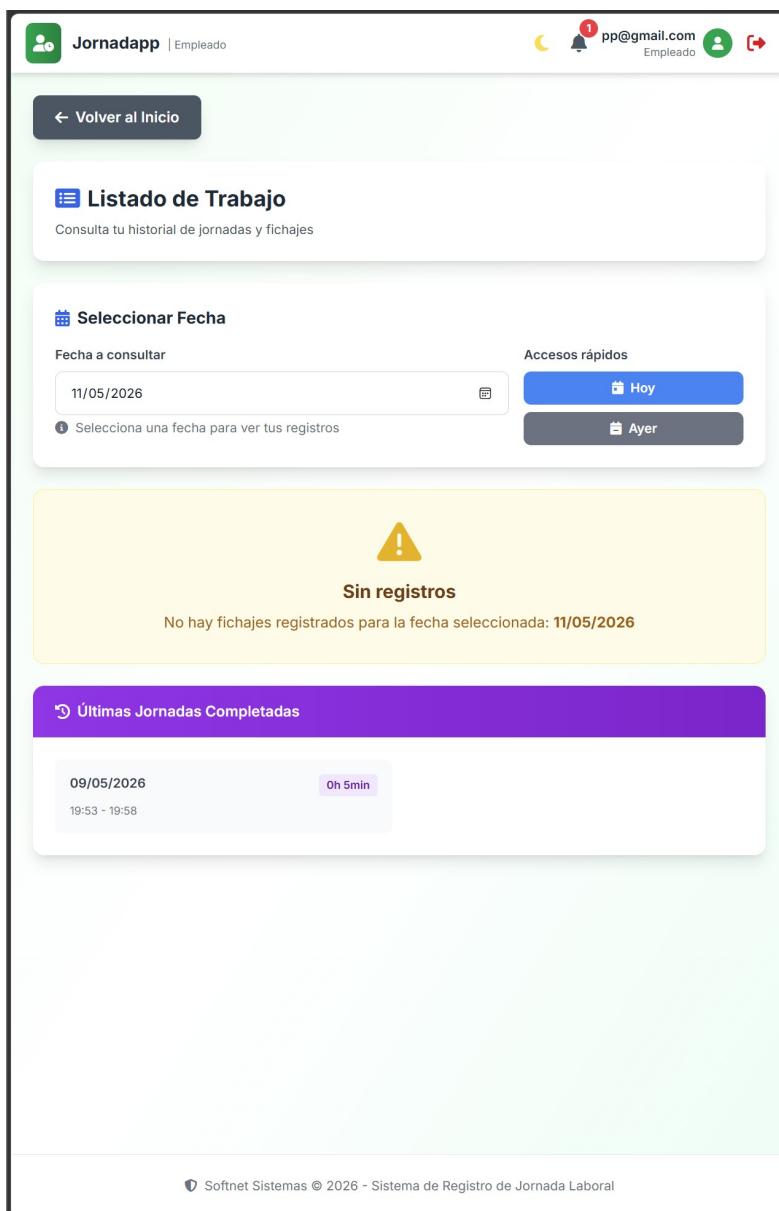 Jornadapp | Empleado
1
pp@gmail.com
Empleado
Volver al Inicio
Listado de Trabajo
Consulta tu historial de jornadas y fichajes
Seleccionar Fecha
Fecha a consultar
Accesos rápidos
11/05/2026
Hoy
Selecciona una fecha para ver tus registros
Ayer
Sin registros
No hay fichajes registrados para la fecha seleccionada: 11/05/2026
Últimas Jornadas Completadas
09/05/2026
0h 5min
19:53 - 19:58
Softnet Sistemas © 2026 - Sistema de Registro de Jornada Laboral